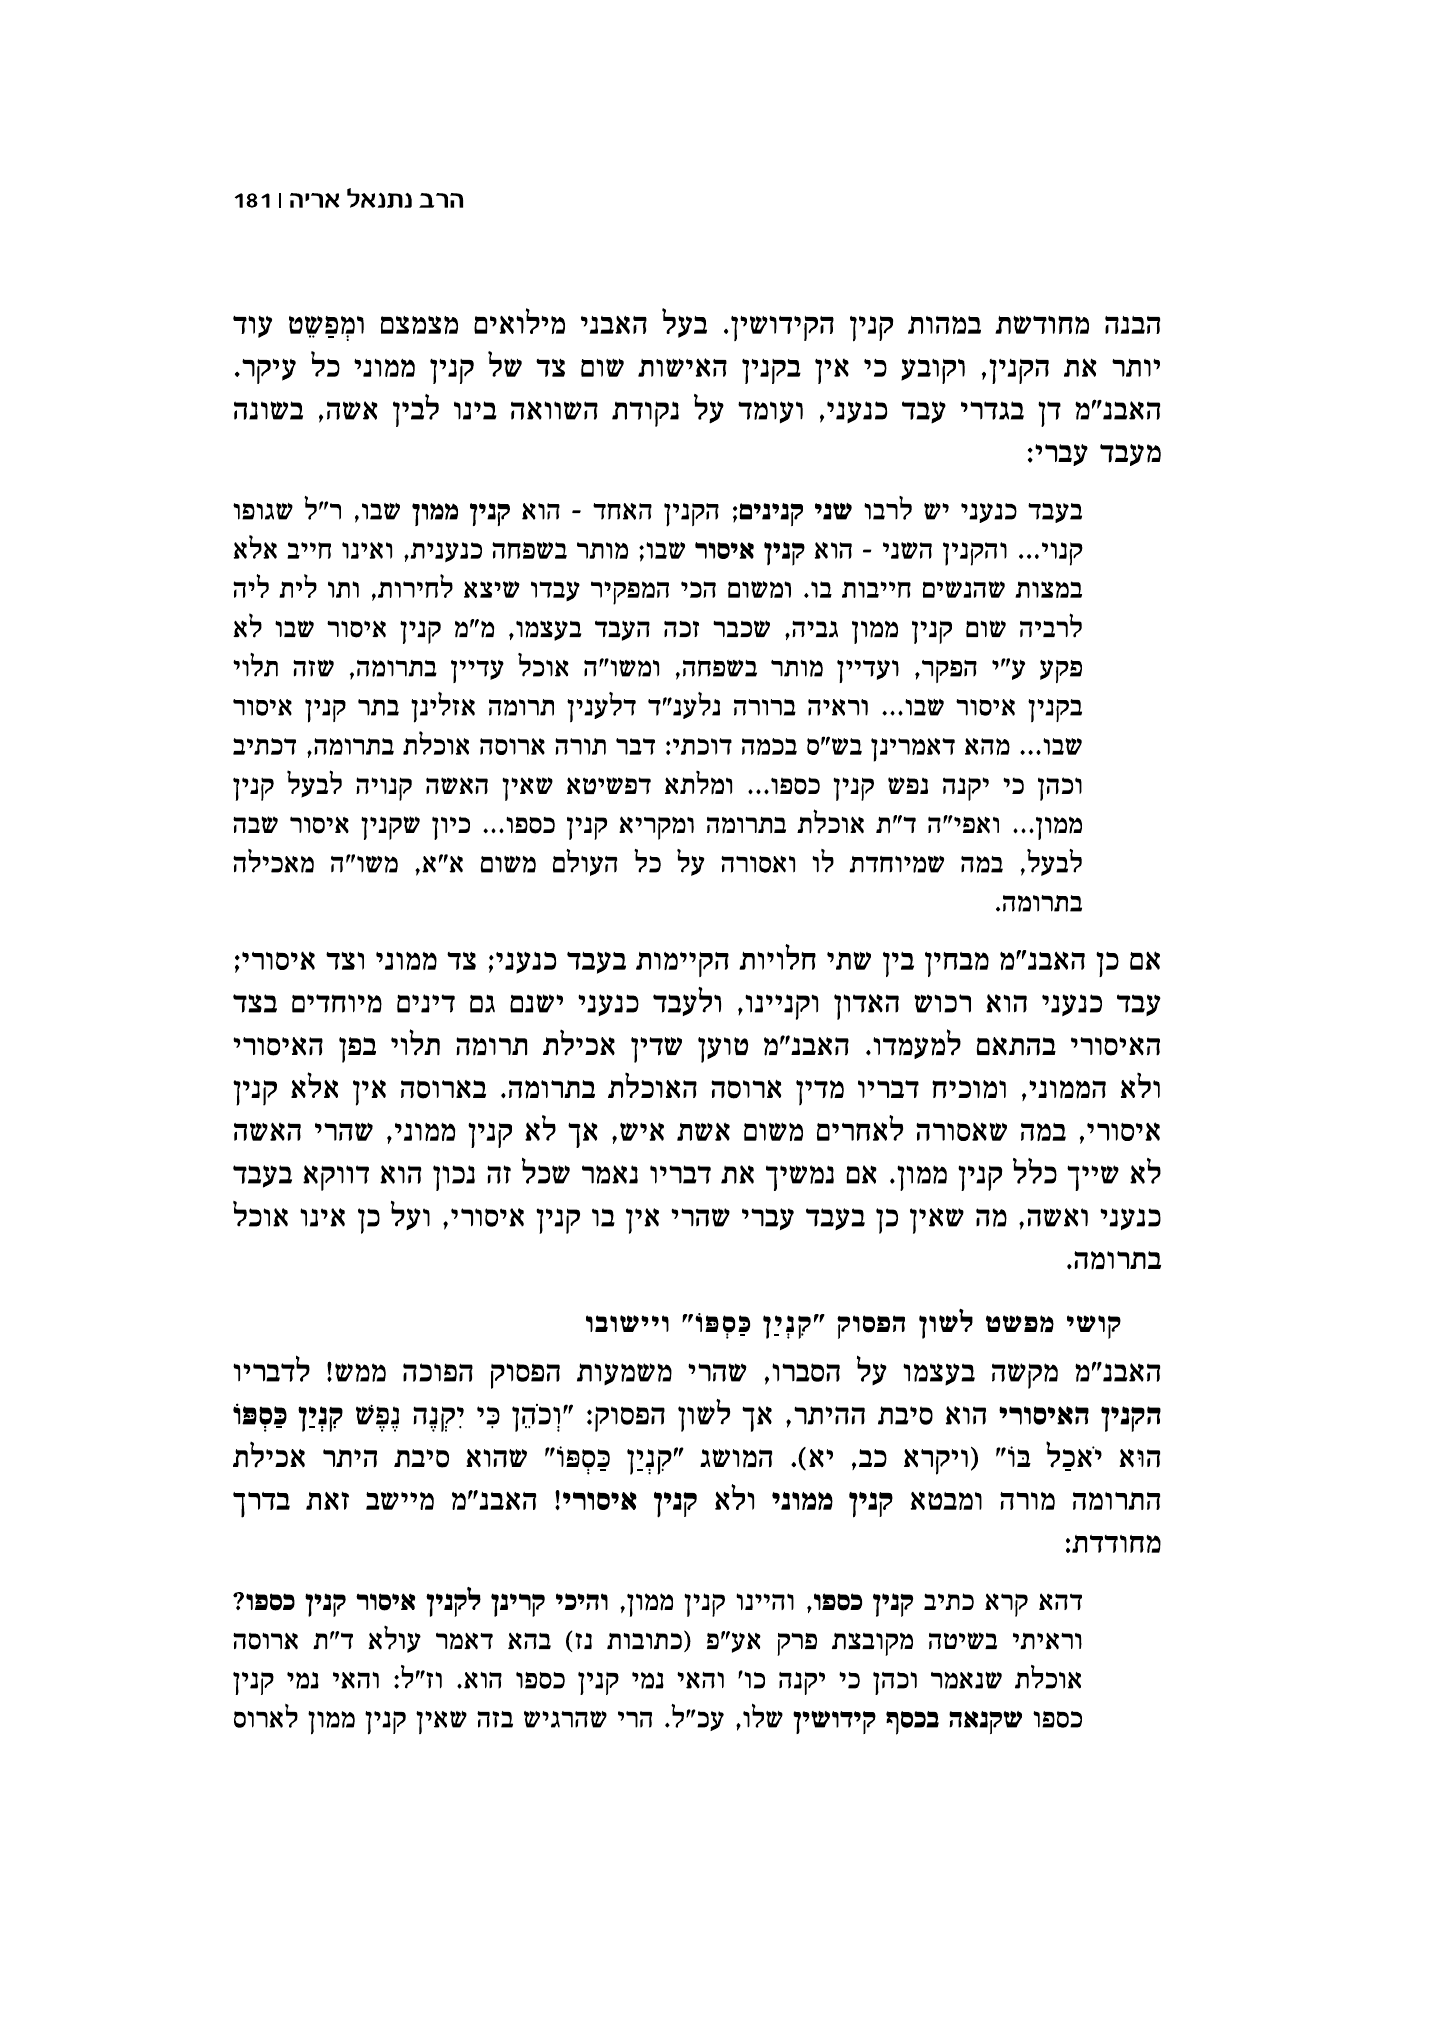 הרב נתנאל אריה | 181
הבנה מחודשת במהות קנין הקידושין. בעל האבני מילואים מצמצם ומְפַשֵט עוד
יותר את הקנין, וקובע כי אין בקנין האישות שום צד של קנין ממוני כל עיקר.
האבנ"מ דן בגדרי עבד כנעני, ועומד על נקודת השוואה בינו לבין אשה, בשונה
מעבד עברי:
בעבד כנעני יש לרבו שני קנינים; הקנין האחד - הוא קנין ממון שבו, ר"ל שגופו
קנוי... והקנין השני - הוא קנין איסור שבו; מותר בשפחה כנענית, ואינו חייב אלא
במצות שהנשים חייבות בו. ומשום הכי המפקיר עבדו שיצא לחירות, ותו לית ליה
לרביה שום קנין ממון גביה, שכבר זכה העבד בעצמו, מ"מ קנין איסור שבו לא
פקע ע"י הפקר, ועדיין מותר בשפחה, ומשו"ה אוכל עדיין בתרומה, שזה תלוי
בקנין איסור שבו... וראיה ברורה נלענ"ד דלענין תרומה אזלינן בתר קנין איסור
שבו... מהא דאמרינן בש"ס בכמה דוכתי: דבר תורה ארוסה אוכלת בתרומה, דכתיב
וכהן כי יקנה נפש קנין כספו... ומלתא דפשיטא שאין האשה קנויה לבעל קנין
ממון... ואפי"ה ד"ת אוכלת בתרומה ומקריא קנין כספו... כיון שקנין איסור שבה
לבעל, במה שמיוחדת לו ואסורה על כל העולם משום א"א, משו"ה מאכילה
בתרומה.
אם כן האבנ"מ מבחין בין שתי חלויות הקיימות בעבד כנעני; צד ממוני וצד איסורי;
עבד כנעני הוא רכוש האדון וקניינו, ולעבד כנעני ישנם גם דינים מיוחדים בצד
האיסורי בהתאם למעמדו. האבנ"מ טוען שדין אכילת תרומה תלוי בפן האיסורי
ולא הממוני, ומוכיח דבריו מדין ארוסה האוכלת בתרומה. בארוסה אין אלא קנין
איסורי, במה שאסורה לאחרים משום אשת איש, אך לא קנין ממוני, שהרי האשה
לא שייך כלל קנין ממון. אם נמשיך את דבריו נאמר שכל זה נכון הוא דווקא בעבד
כנעני ואשה, מה שאין כן בעבד עברי שהרי אין בו קנין איסורי, ועל כן אינו אוכל
בתרומה.
קושי מפשט לשון הפסוק "קִנְיַן כַּסְפּוֹ" ויישובו
האבנ"מ מקשה בעצמו על הסברו, שהרי משמעות הפסוק הפוכה ממש! לדבריו
הקנין האיסורי הוא סיבת ההיתר, אך לשון הפסוק: "וְכֹהֵן כִּי יִקְנֶה נֶפֶשׁ קִנְיַן כַּסְפּוֹ
הוּא יֹאכַל בּוֹ" (ויקרא כב, יא). המושג "קִנְיַן כַּסְפּוֹ" שהוא סיבת היתר אכילת
התרומה מורה ומבטא קנין ממוני ולא קנין איסורי! האבנ"מ מיישב זאת בדרך
מחודדת:
דהא קרא כתיב קנין כספו, והיינו קנין ממון, והיכי קרינן לקנין איסור קנין כספו?
וראיתי בשיטה מקובצת פרק אע"פ (כתובות נז) בהא דאמר עולא ד"ת ארוסה
אוכלת שנאמר וכהן כי יקנה כו' והאי נמי קנין כספו הוא. וז"ל: והאי נמי קנין
כספו שקנאה בכסף קידושין שלו, עכ"ל. הרי שהרגיש בזה שאין קנין ממון לארוס